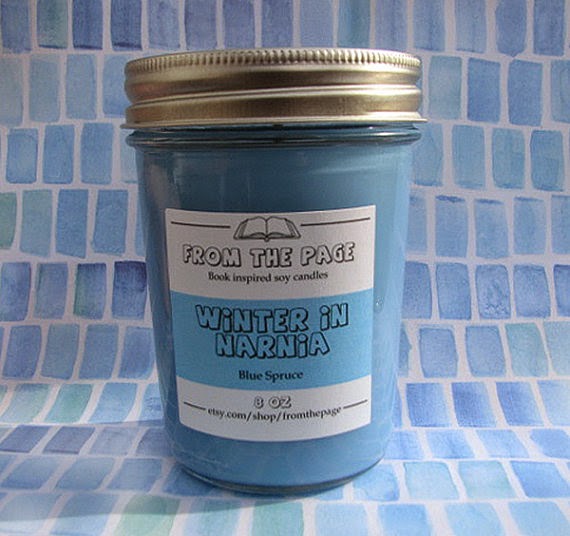 FROM THE PAGE
Book inspired soy candles
WiNTER iN
NARNiA
Blue Spruce
8 OZ
etsy.com/shop/fromthepage